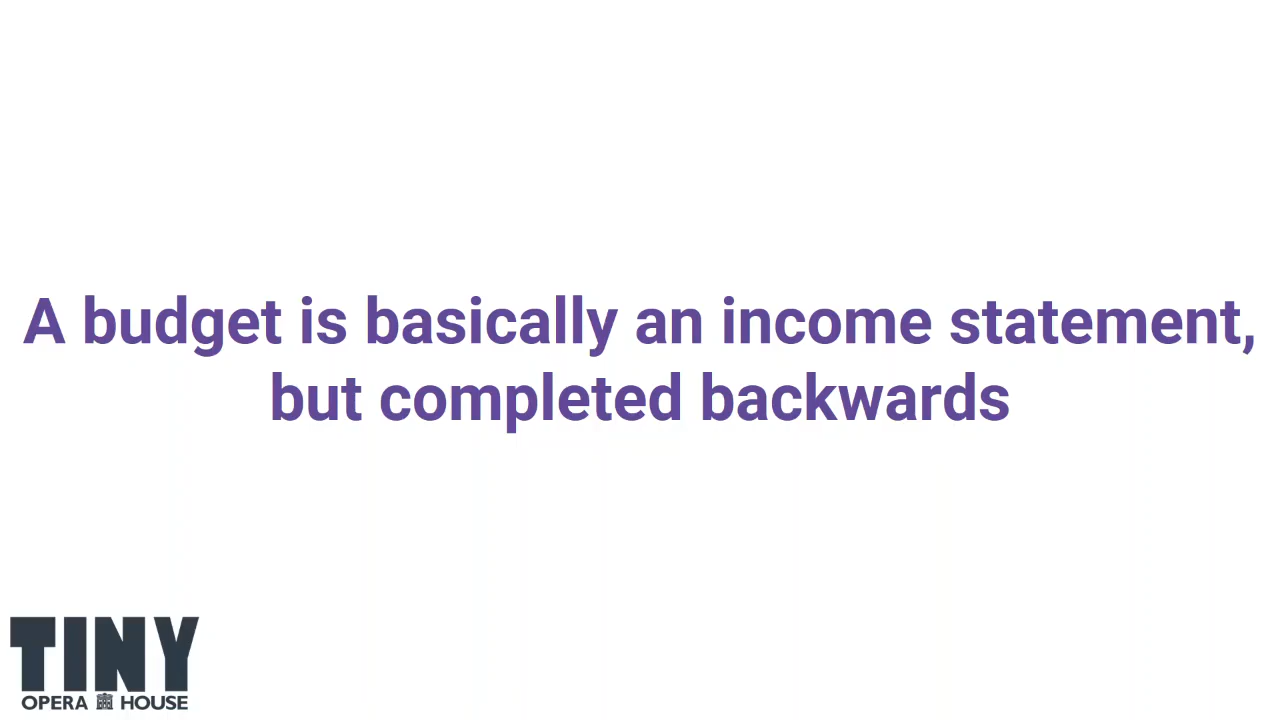 A budget is basically an income statement,
but completed backwards
TINY
OPERA HOUSE